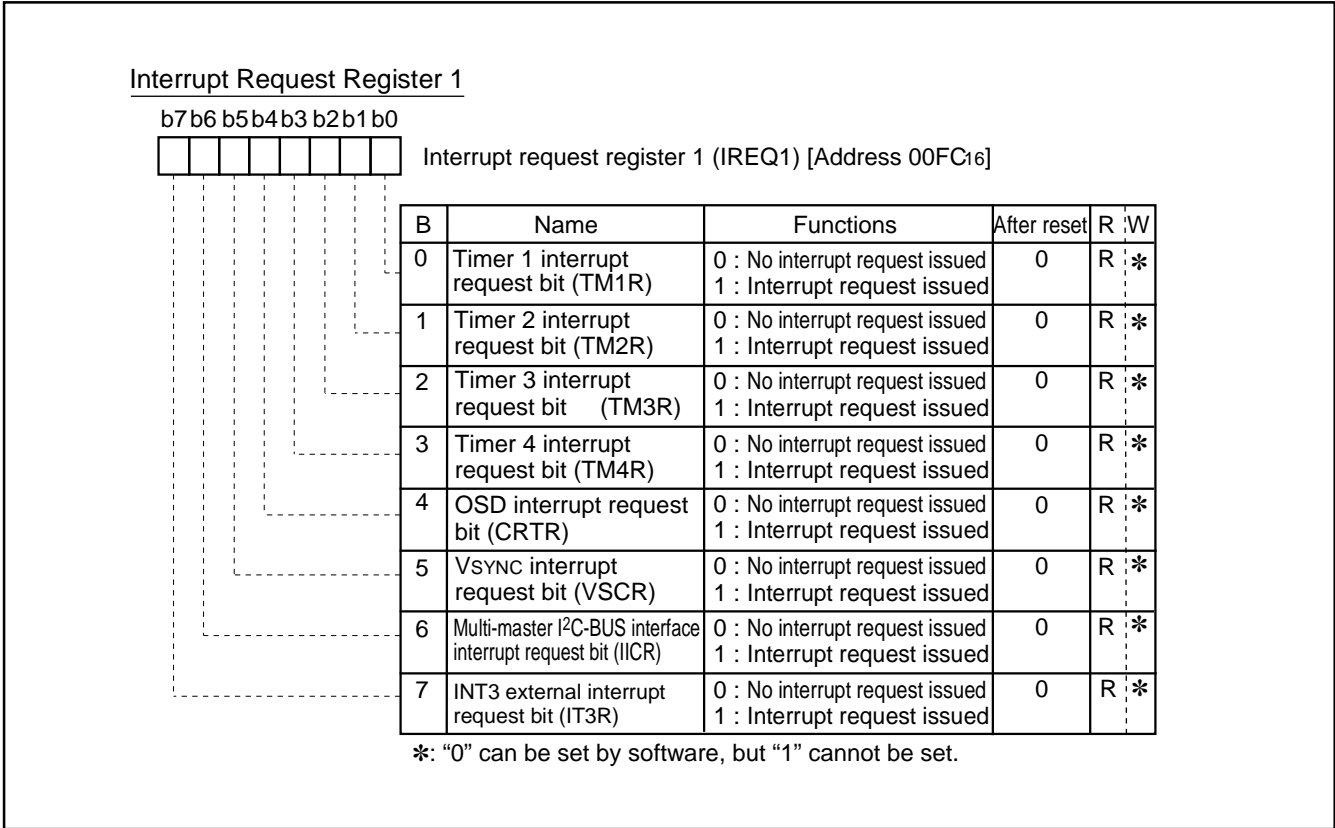 Interrupt Request Register 1
b7b6 b5b4b3 b2b1b0
Interrupt request register 1 (IREQ1) [Address 00FC16]
B Name Functions After reset R W
0 Timer 1 interrupt 0 : No interrupt request issued 0 R ✻
request bit (TM1R) 1 : Interrupt request issued
1 Timer 2 interrupt 0 : No interrupt request issued 0 R ✻
request bit (TM2R) 1 : Interrupt request issued
2 Timer 3 interrupt 0 : No interrupt request issued 0 R ✻
request bit (TM3R) 1 : Interrupt request issued
3 Timer 4 interrupt 0 : No interrupt request issued 0 R ✻
request bit (TM4R) 1 : Interrupt request issued
4 OSD interrupt request 0 : No interrupt request issued 0 R ✻
bit (CRTR) 1 : Interrupt request issued
5 VSYNC interrupt 0 : No interrupt request issued 0 R ✻
request bit (VSCR) 1 : Interrupt request issued
6 Multi-master I2C-BUS interface 0 : No interrupt request issued 0 R ✻
interrupt request bit (IICR) 1 : Interrupt request issued
7 INT3 external interrupt 0 : No interrupt request issued 0 R ✻
request bit (IT3R) 1 : Interrupt request issued
✻: “0” can be set by software, but “1” cannot be set.